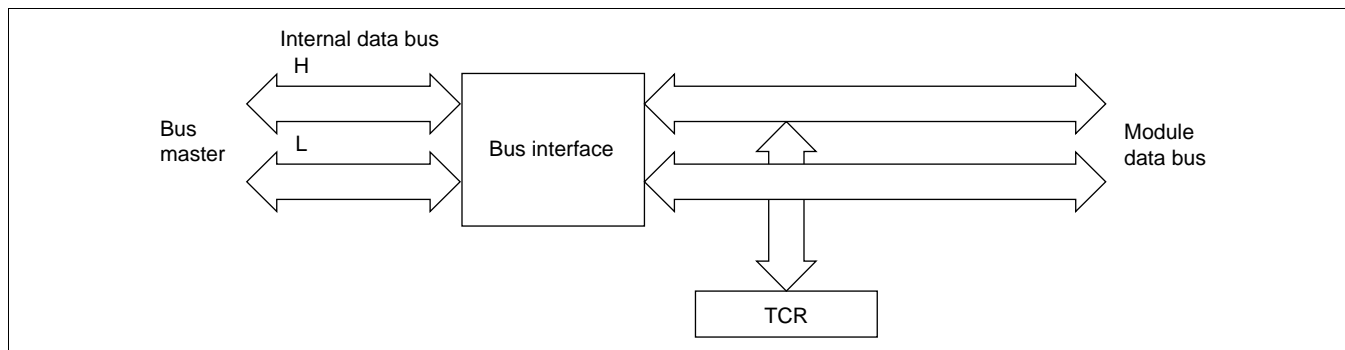 Internal data bus
H
Bus
master
L
Bus interface
Module
data bus
TCR